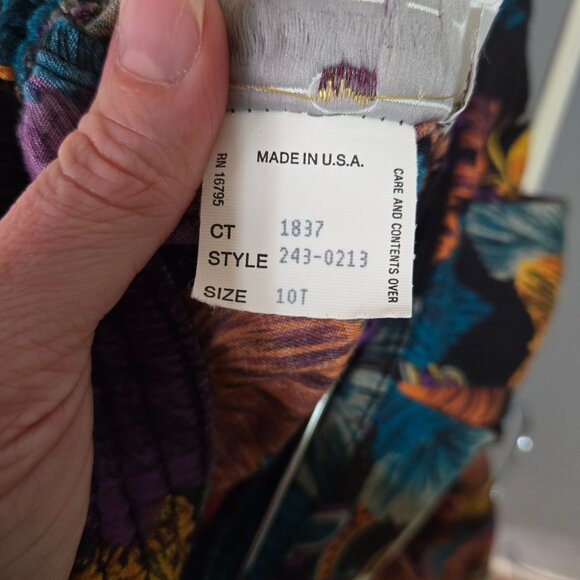 MADE IN U.S.A.
RN 16795
CT 1837
STYLE 243-0213
SIZE 10T
CARE AND CONTENTS OVER